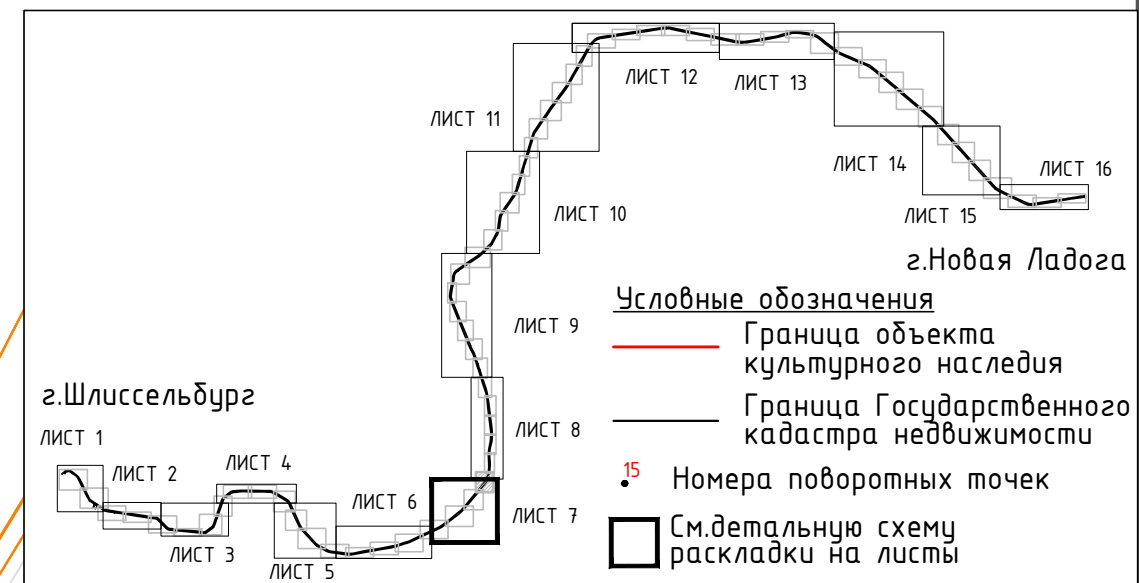 ЛИСТ 12
ЛИСТ 13
ЛИСТ 11
ЛИСТ 14
ЛИСТ 16
ЛИСТ 10
ЛИСТ 15
г.Новая Ладога
Условные обозначения
Граница объекта
культурного наследия
ЛИСТ 9
г.Шлиссельбург
Граница Государственного
кадастра недвижимости
ЛИСТ 8
ЛИСТ 1
ЛИСТ 2
ЛИСТ 4
15
Номера поворотных точек
ЛИСТ 6
ЛИСТ 7
ЛИСТ 3
ЛИСТ 5
См.детальную схему
раскладки на листы